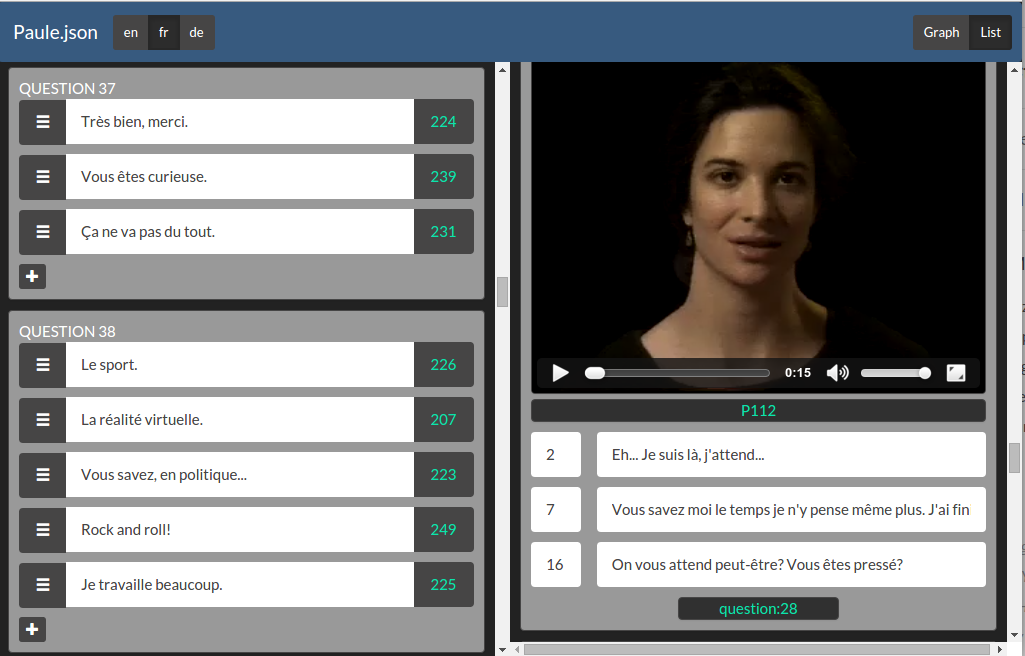 Paule.json en fr de Graph List
QUESTION 37
Très bien, merci. 224
Vous êtes curieuse. 239
Ça ne va pas du tout. 231
QUESTION 38
Le sport. 226
La réalité virtuelle. 207
Vous savez, en politique... 223
Rock and roll! 249
Je travaille beaucoup. 225
0:15
P112
2 Eh... Je suis là, j'attend...
7 Vous savez moi le temps je n'y pense même plus. J'ai fin
16 On vous attend peut-être? Vous êtes pressé?
question:28